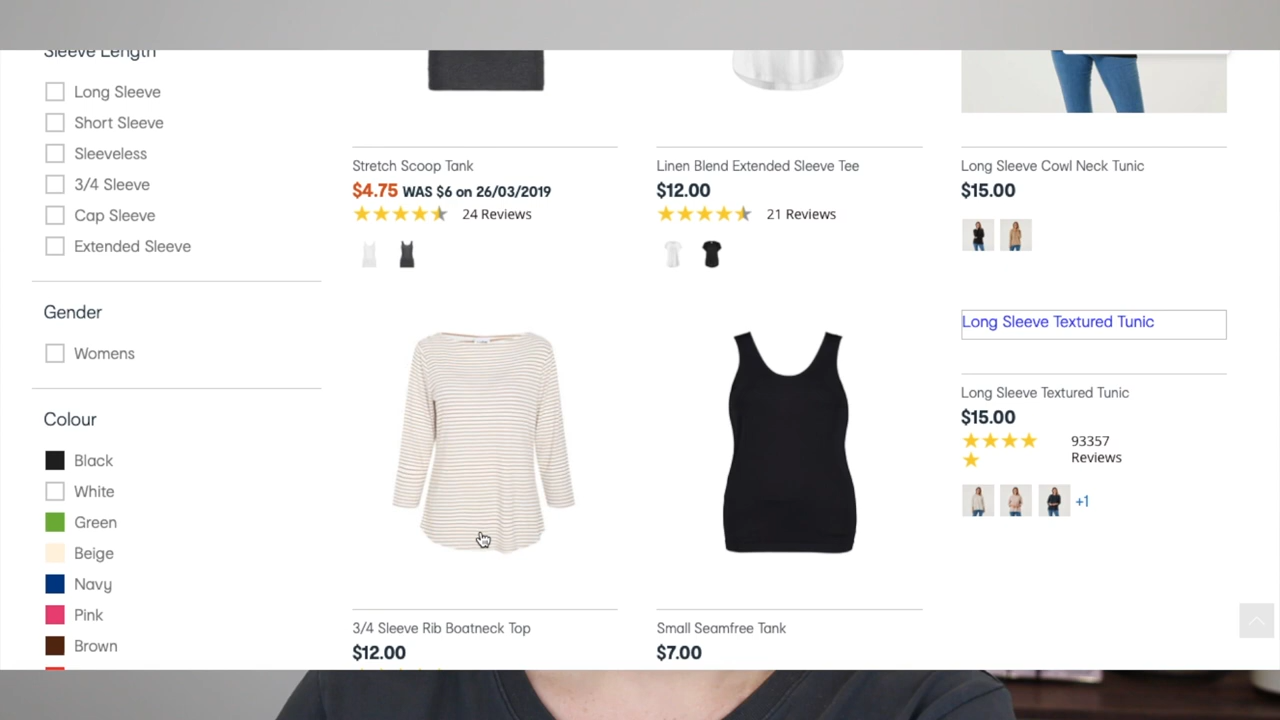 Sleeve Length
Long Sleeve
Short Sleeve
Sleeveless
3/4 Sleeve
Cap Sleeve
Extended Sleeve
Gender
Womens
Colour
Black
White
Green
Beige
Navy
Pink
Brown
Stretch Scoop Tank
$4.75 WAS $6 on 26/03/2019
24 Reviews
Linen Blend Extended Sleeve Tee
$12.00
21 Reviews
Long Sleeve Cowl Neck Tunic
$15.00
3/4 Sleeve Rib Boatneck Top
$12.00
Small Seamfree Tank
$7.00
Long Sleeve Textured Tunic
Long Sleeve Textured Tunic
$15.00
93357
Reviews
+1